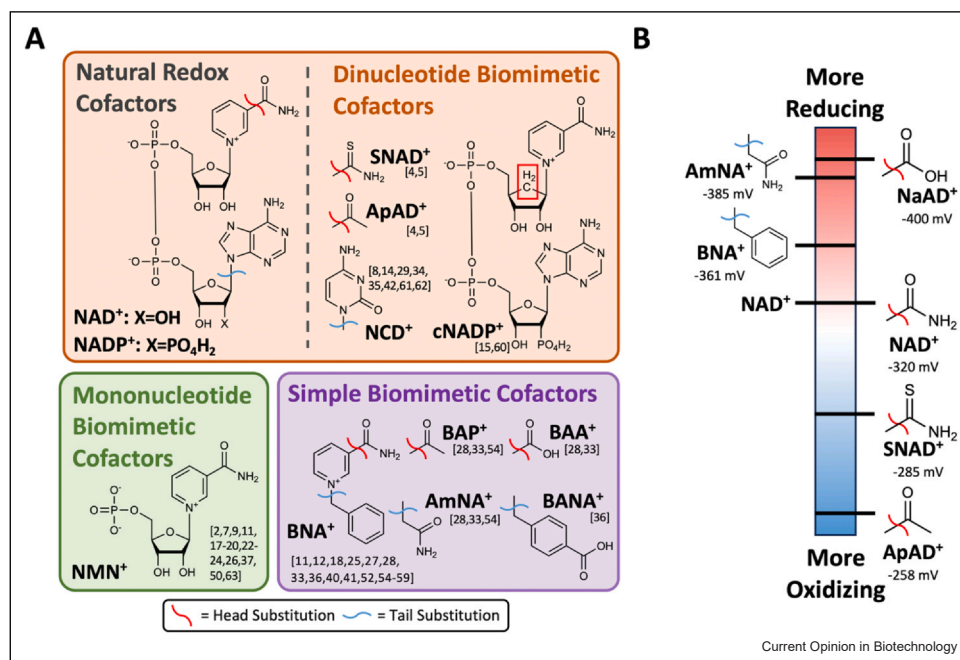 A
Natural Redox
Cofactors
O
NH₂
N⁺
O
⁻O
P
O
O⁻
O
O
OH OH
NH₂
N
N
N
N
O
⁻O
P
O⁻
O
O
OH
X
NAD⁺: X=OH
NADP⁺: X=PO₄H₂
Dinucleotide Biomimetic
Cofactors
S
NH₂
SNAD⁺
[4,5]
O
ApAD⁺
[4,5]
NH₂
N
N
O
[8,14,29,34,
35,42,61,62]
NCD⁺
O
NH₂
N⁺
O
⁻O
P
O
O⁻
O
H₂
C
OH OH
NH₂
N
N
N
N
O
⁻O
P
O⁻
O
O
OH
PO₄H₂
cNADP⁺
[15,60]
Mononucleotide
Biomimetic
Cofactors
O
NH₂
N⁺
O⁻
⁻O
P
O
O
O
OH OH
NMN⁺
[2,7,9,11,
17-20,22-
24,26,37,
50,63]
Simple Biomimetic Cofactors
O
NH₂
N⁺
BNA⁺
[11,12,18,25,27,28,
33,36,40,41,52,54-59]
O
BAP⁺
[28,33,54]
O
OH
BAA⁺
[28,33]
AmNA⁺
[28,33,54]
O
NH₂
BANA⁺
[36]
O
OH
= Head Substitution
= Tail Substitution
B
More
Reducing
AmNA⁺
-385 mV
O
NH₂
BNA⁺
-361 mV
NAD⁺
O
OH
NaAD⁺
-400 mV
O
NH₂
NAD⁺
-320 mV
S
NH₂
SNAD⁺
-285 mV
O
ApAD⁺
-258 mV
More
Oxidizing
Current Opinion in Biotechnology